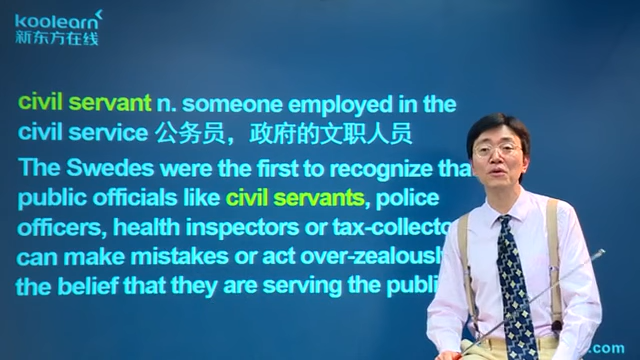 koolearn
新东方在线
civil servant n. someone employed in the
civil service 公务员，政府的文职人员
The Swedes were the first to recognize tha
public officials like civil servants, police
officers, health inspectors or tax-collecto
can make mistakes or act over-zealously
the belief that they are serving the publi
.com